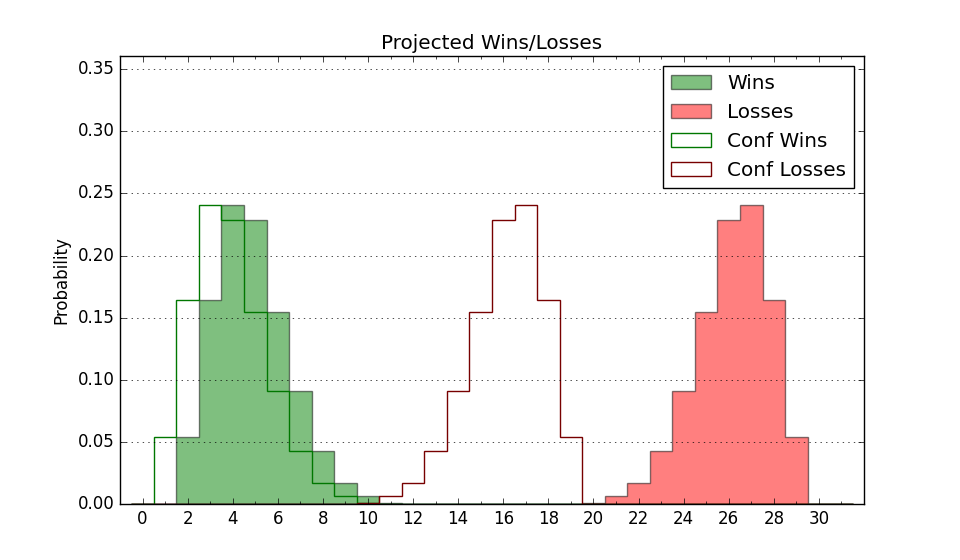 Projected Wins/Losses
0.35
0.30
0.25
0.20
0.15
0.10
0.05
0.00
Probability
Wins
Losses
Conf Wins
Conf Losses
0 2 4 6 8 10 12 14 16 18 20 22 24 26 28 30